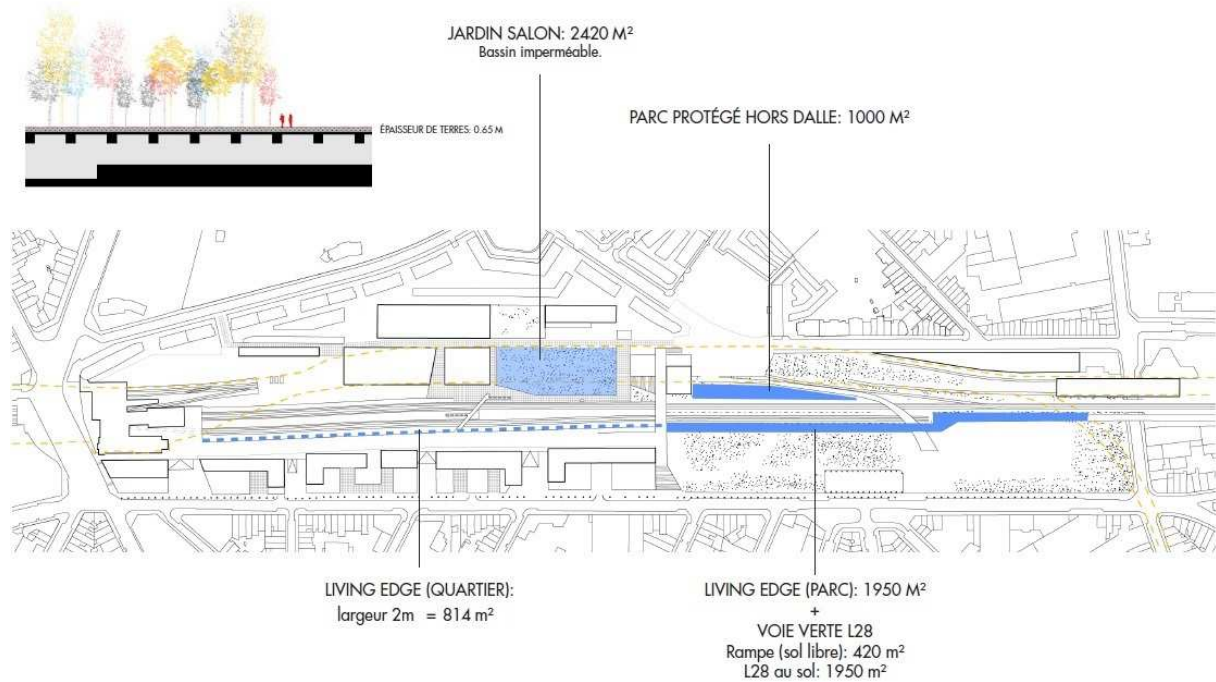 JARDIN SALON: 2420 M²
Bassin imperméable.
PARC PROTÉGÉ HORS DALLE: 1000 M²
ÉPAISSEUR DE TERRES: 0.65 M
LIVING EDGE (QUARTIER):
largeur 2m = 814 m²
LIVING EDGE (PARC): 1950 M²
+
VOIE VERTE L28
Rampe (sol libre): 420 m²
L28 au sol: 1950 m²